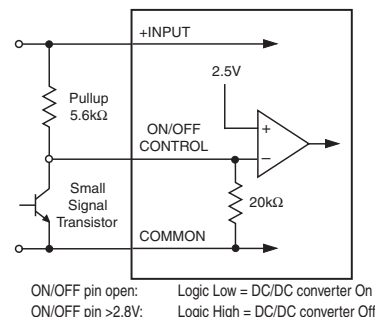 +INPUT
2.5V
Pullup
5.6kΩ
ON/OFF
CONTROL
+
−
Small
Signal
Transistor
20kΩ
COMMON
ON/OFF pin open: Logic Low = DC/DC converter On
ON/OFF pin >2.8V: Logic High = DC/DC converter Off